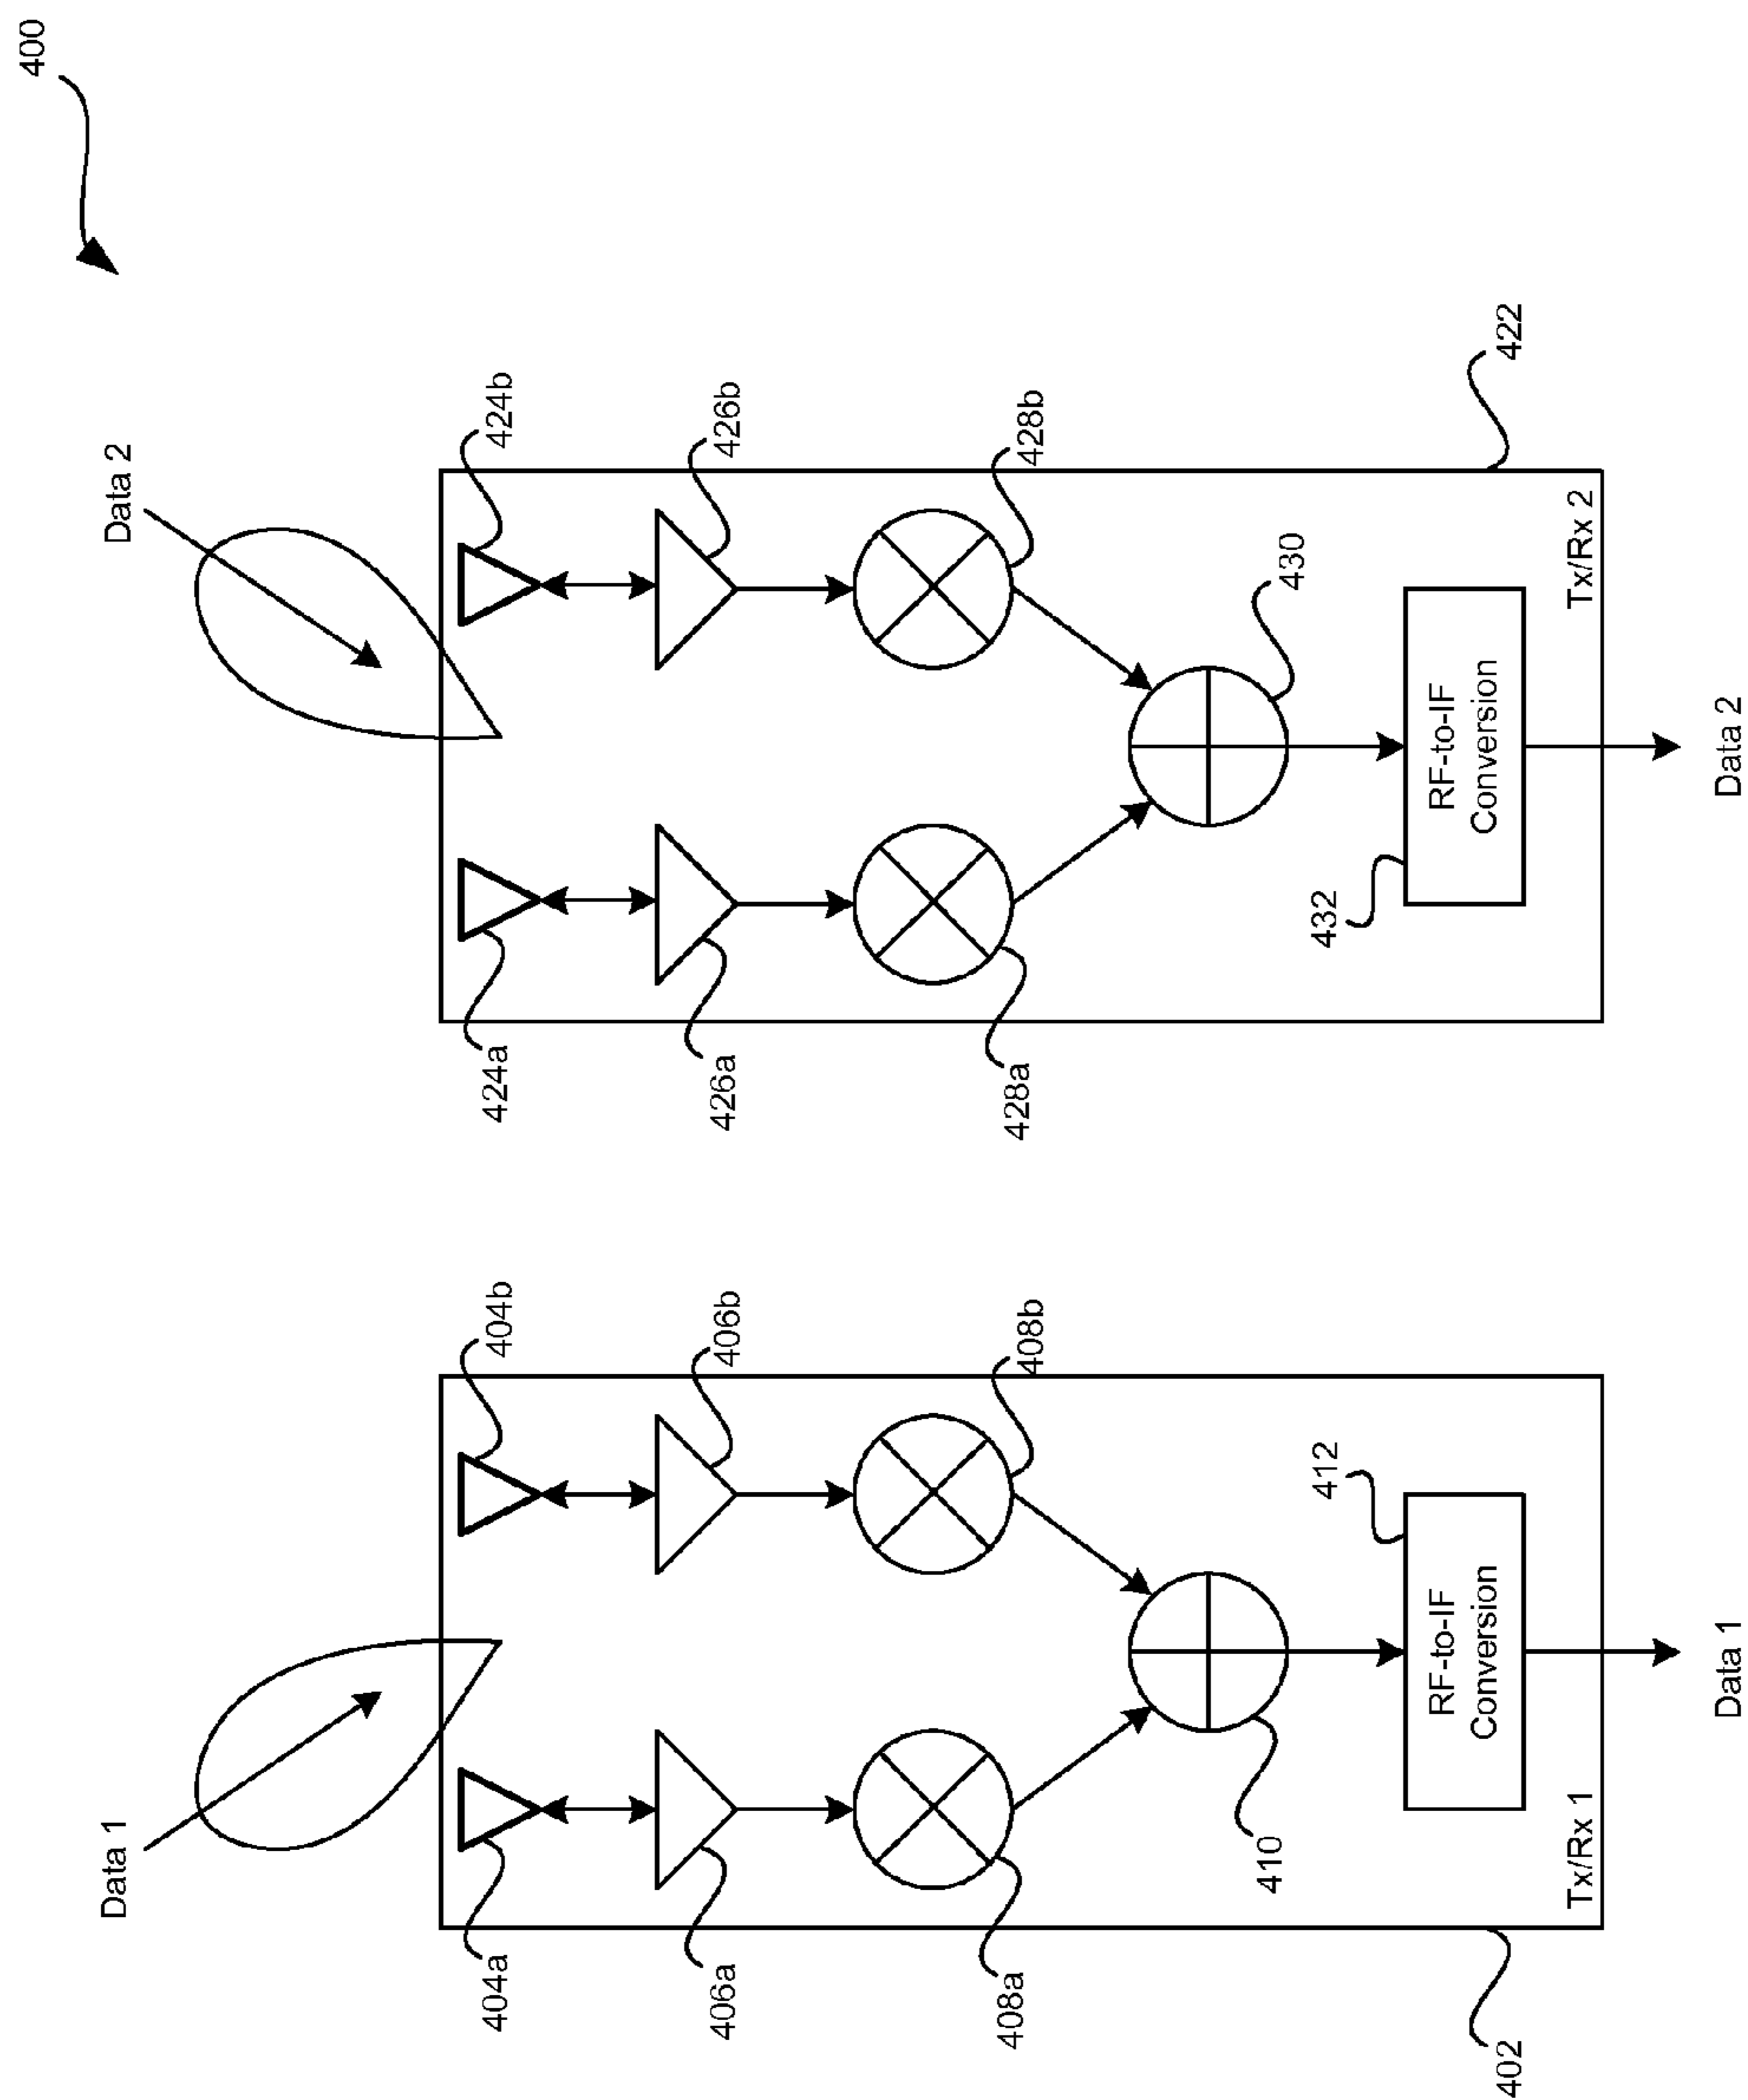 400
Data 1
Data 2
404a
404b
424a
424b
406a
406b
426a
426b
408a
408b
428a
428b
410
430
412
432
RF-to-IF
Conversion
RF-to-IF
Conversion
Tx/Rx 1
Tx/Rx 2
402
422
Data 1
Data 2